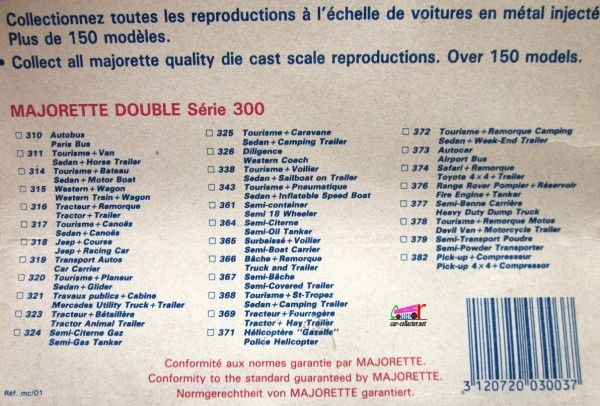 Collectionnez toutes les reproductions à l'échelle de voitures en métal injecté
Plus de 150 modèles.
• Collect all majorette quality die cast scale reproductions. Over 150 models.
MAJORETTE DOUBLE Série 300
310 Autobus
Paris Bus
311 Tourisme+Van
Sedan+Horse Trailer
314 Tourisme+Bateau
Sedan+Motor Boat
315 Western+Wagon
Western Train+Wagon
316 Tracteur+Remorque
Tractor+Trailer
317 Tourisme+Canoës
Sedan+Canoës
318 Jeep+Course
Jeep+Racing Car
319 Transport Autos
Car Carrier
320 Tourisme+Planeur
Sedan+Glider
321 Travaux publics+Cabine
Mercedes Utility Truck+Trailer
323 Tracteur+Bétaillère
Tractor Animal Trailer
324 Semi-Citerne Gaz
Semi-Gas Tanker
325 Tourisme+Caravane
Sedan+Camping Trailer
326 Diligence
Western Coach
338 Tourisme+Voilier
Sedan+Sailboat on Trailer
343 Tourisme+Pneumatique
Sedan+Inflatable Speed Boat
361 Semi-container
Semi 18 Wheeler
364 Semi-Citerne
Semi-Oil Tanker
365 Surbaissé+Voilier
Semi-Boat Carrier
366 Bâche+Remorque
Truck and Trailer
367 Semi-Bâche
Semi-Covered Trailer
368 Tourisme+St-Tropez
Sedan+Camping Trailer
369 Tracteur+Fourragère
Tractor+Hay Trailer
371 Hélicoptère "Gazelle"
Police Helicopter
372 Tourisme+Remorque Camping
Sedan+Week-End Trailer
373 Autocar
Airport Bus
374 Safari+Remorque
Toyota 4x4+Trailer
376 Range Rover Pompier+Réservoir
Fire Engine+Tanker
377 Semi-Benne Carrière
Heavy Duty Dump Truck
378 Tourisme+Remorque Motos
Devil Van+Motorcycle Trailer
379 Semi-Transport Poudre
Semi-Powder Transporter
382 Pick-up+Compresseur
Pick-up 4x4+Compressor
car-collector.net
Conformité aux normes garantie par MAJORETTE.
Conformity to the standard guaranteed by MAJORETTE.
Normgerechtheit von MAJORETTE garantiert.
Réf. mc/01
3 120720 030037